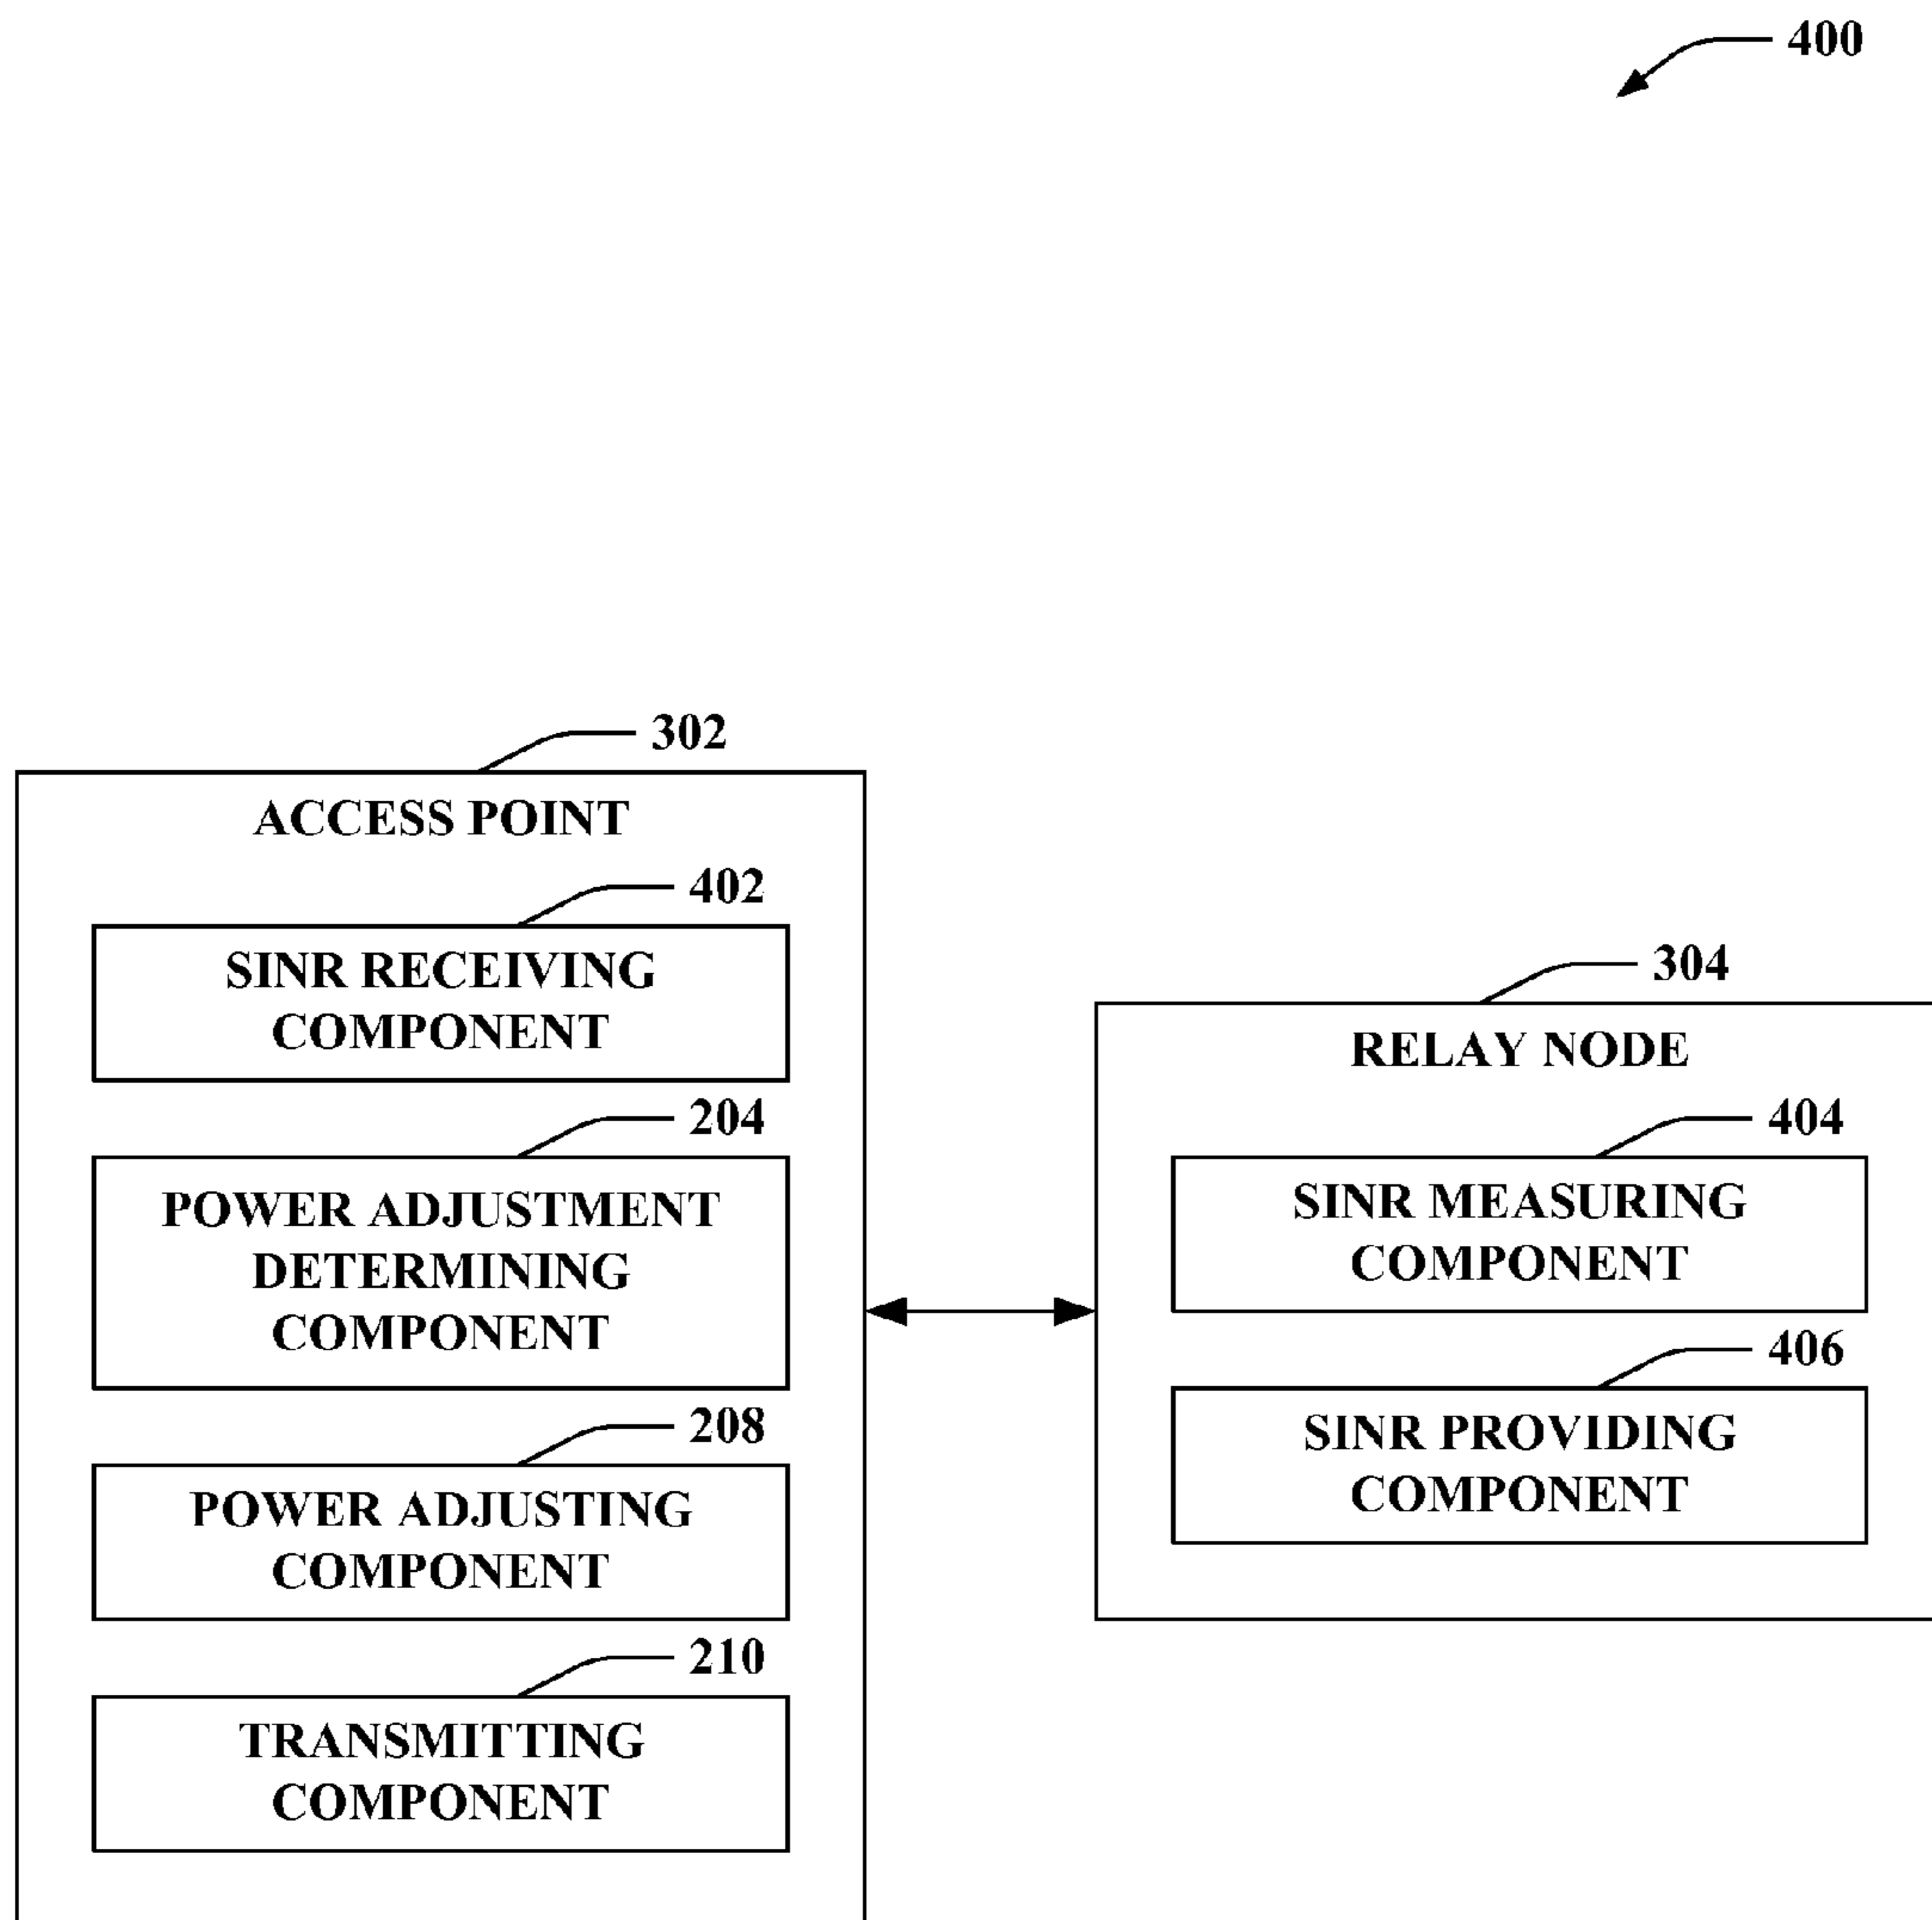 400
302
ACCESS POINT
402
SINR RECEIVING
COMPONENT
204
POWER ADJUSTMENT
DETERMINING
COMPONENT
208
POWER ADJUSTING
COMPONENT
210
TRANSMITTING
COMPONENT
304
RELAY NODE
404
SINR MEASURING
COMPONENT
406
SINR PROVIDING
COMPONENT